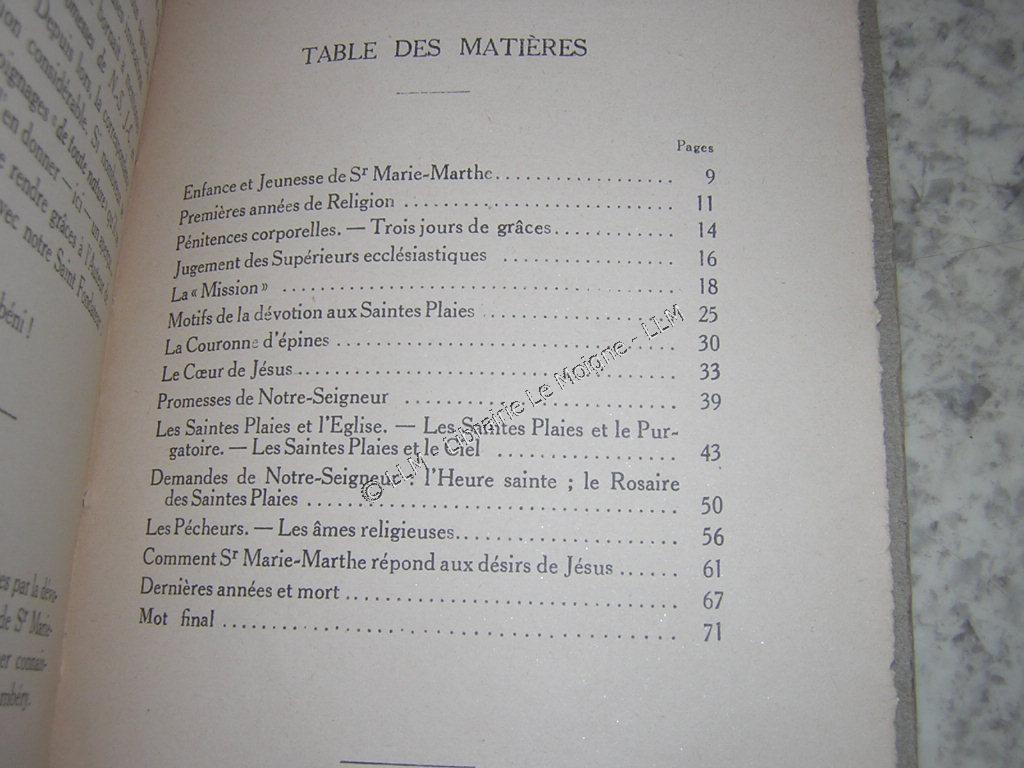 TABLE DES MATIÈRES
Pages
Enfance et Jeunesse de Sr Marie-Marthe. . . . . . . . . . . . . . . . . . 9
Premières années de Religion . . . . . . . . . . . . . . . . . . . . . . . . . . . 11
Pénitences corporelles. — Trois jours de grâces. . . . . . . . . . . . 14
Jugement des Supérieurs ecclésiastiques . . . . . . . . . . . . . . . . . 16
La « Mission » . . . . . . . . . . . . . . . . . . . . . . . . . . . . . . . . . . . . . . . 18
Motifs de la dévotion aux Saintes Plaies . . . . . . . . . . . . . . . . . . . 25
La Couronne d'épines . . . . . . . . . . . . . . . . . . . . . . . . . . . . . . . . . . 30
Le Cœur de Jésus . . . . . . . . . . . . . . . . . . . . . . . . . . . . . . . . . . . . . . 33
Promesses de Notre-Seigneur . . . . . . . . . . . . . . . . . . . . . . . . . . . 39
Les Saintes Plaies et l'Eglise. — Les Saintes Plaies et le Pur-
gatoire. — Les Saintes Plaies et le Ciel . . . . . . . . . . . . . . . . . . 43
Demandes de Notre-Seigneur : l'Heure sainte ; le Rosaire
des Saintes Plaies . . . . . . . . . . . . . . . . . . . . . . . . . . . . . . . . . . . . . 50
Les Pécheurs. — Les âmes religieuses. . . . . . . . . . . . . . . . . . . . . . 56
Comment Sr Marie-Marthe répond aux désirs de Jésus . . . . . . 61
Dernières années et mort . . . . . . . . . . . . . . . . . . . . . . . . . . . . . . . . 67
Mot final . . . . . . . . . . . . . . . . . . . . . . . . . . . . . . . . . . . . . . . . . . . . 71
© LLM - Librairie Le Moigne - LLM